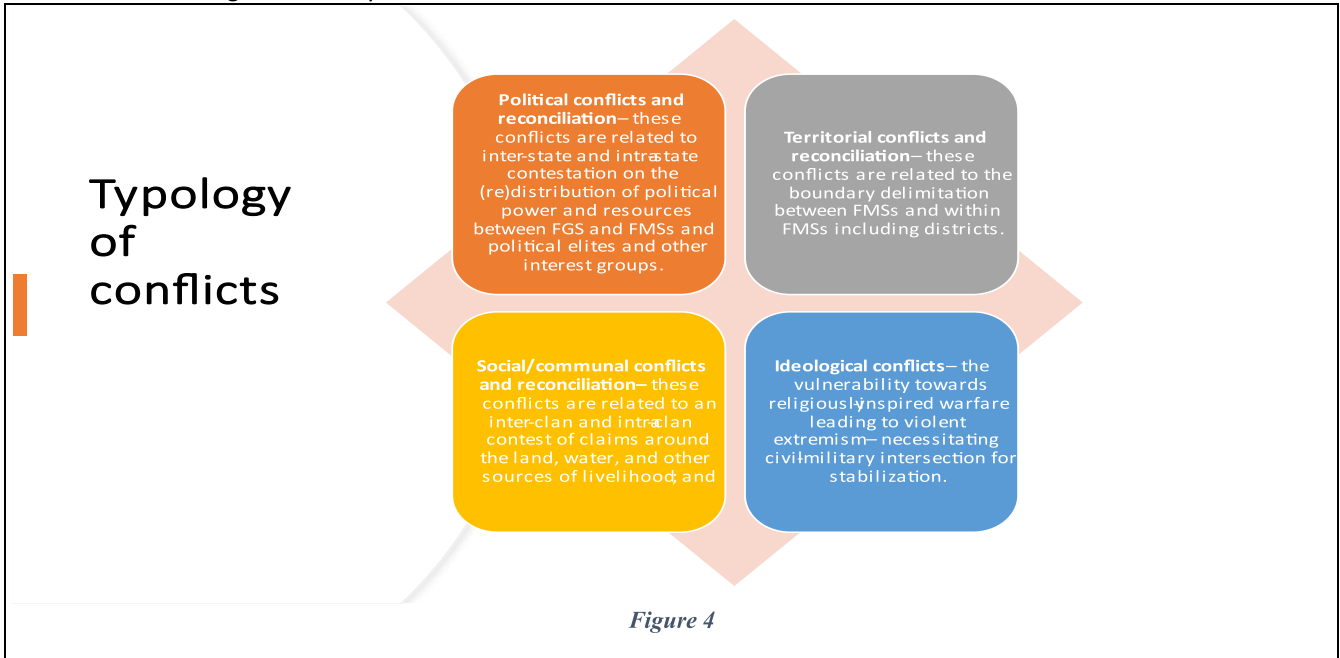 Typology
of
conflicts
Political conflicts and
reconciliation– these
conflicts are related to
inter-state and intra-state
contestation on the
(re)distribution of political
power and resources
between FGS and FMSs and
political elites and other
interest groups.
Territorial conflicts and
reconciliation– these
conflicts are related to the
boundary delimitation
between FMSs and within
FMSs including districts.
Social/communal conflicts
and reconciliation– these
conflicts are related to an
inter-clan and intra-clan
contest of claims around
the land, water, and other
sources of livelihood; and
Ideological conflicts– the
vulnerability towards
religiously-inspired warfare
leading to violent
extremism– necessitating
civil-military intersection for
stabilization.
Figure 4